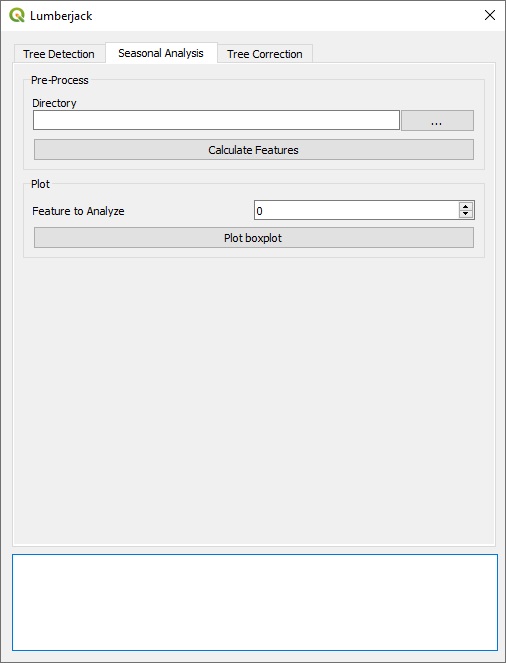 Lumberjack
Tree Detection Seasonal Analysis Tree Correction
Pre-Process
Directory
...
Calculate Features
Plot
Feature to Analyze 0
Plot boxplot